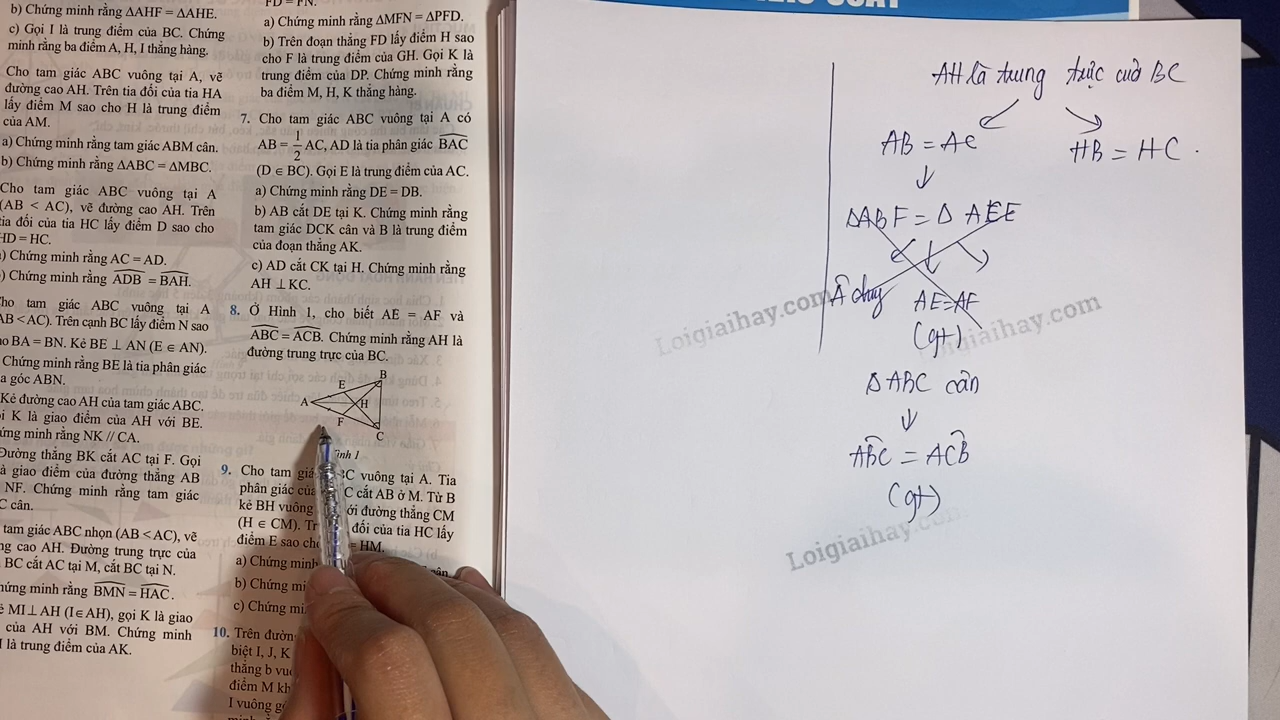 b) Chứng minh rằng ΔAHF = ΔAHE.
c) Gọi I là trung điểm của BC. Chứng
minh rằng ba điểm A, H, I thẳng hàng.
Cho tam giác ABC vuông tại A, vẽ
đường cao AH. Trên tia đối của tia HA
lấy điểm M sao cho H là trung điểm
của AM.
a) Chứng minh rằng tam giác ABM cân.
b) Chứng minh rằng ΔABC = ΔMBC.
Cho tam giác ABC vuông tại A
(AB < AC), vẽ đường cao AH. Trên
tia đối của tia HC lấy điểm D sao cho
HD = HC.
) Chứng minh rằng AC = AD.
) Chứng minh rằng ADB = BAH.
tam giác ABC vuông tại A
AB < AC). Trên cạnh BC lấy điểm N sao
BA = BN. Kẻ BE ⊥ AN (E ∈ AN).
Chứng minh rằng BE là tia phân giác
góc ABN.
Kẻ đường cao AH của tam giác ABC.
K là giao điểm của AH với BE.
minh rằng NK // CA.
Đường thẳng BK cắt AC tại F. Gọi
giao điểm của đường thẳng AB
NF. Chứng minh rằng tam giác
cân.
tam giác ABC nhọn (AB < AC), vẽ
cao AH. Đường trung trực của
BC cắt AC tại M, cắt BC tại N.
minh rằng BMN = HAC.
MI ⊥ AH (I ∈ AH), gọi K là giao
của AH với BM. Chứng minh
là trung điểm của AK.
FD = FN.
a) Chứng minh rằng ΔMFN = ΔPFD.
b) Trên đoạn thẳng FD lấy điểm H sao
cho F là trung điểm của GH. Gọi K là
trung điểm của DP. Chứng minh rằng
ba điểm M, H, K thẳng hàng.
7. Cho tam giác ABC vuông tại A có
AB = 1/2 AC, AD là tia phân giác BAC
(D ∈ BC). Gọi E là trung điểm của AC.
a) Chứng minh rằng DE = DB.
b) AB cắt DE tại K. Chứng minh rằng
tam giác DCK cân và B là trung điểm
của đoạn thẳng AK.
c) AD cắt CK tại H. Chứng minh rằng
AH ⊥ KC.
8. Ở Hình 1, cho biết AE = AF và
ABC = ACB. Chứng minh rằng AH là
đường trung trực của BC.
B
E
A
H
F
C
1
9. Cho tam vuông tại A. Tia
phân giác cắt AB ở M. Từ B
kẻ BH vuông đường thẳng CM
(H ∈ CM). đối của tia HC lấy
điểm E sao HM.
a) Chứng minh
b) Chứng
c) Chứng
10. Trên
biệt I, J, K
thẳng b
điểm M
I vuông
AH là trung trực của BC
AB = AC
HB = HC.
ΔABF = Δ AEE
Â chung
AE=AF
(gt)
Δ ABC cân
ABC = ACB
(gt)
Loigiaihay.com
Loigiaihay.com
Loigiaihay.com